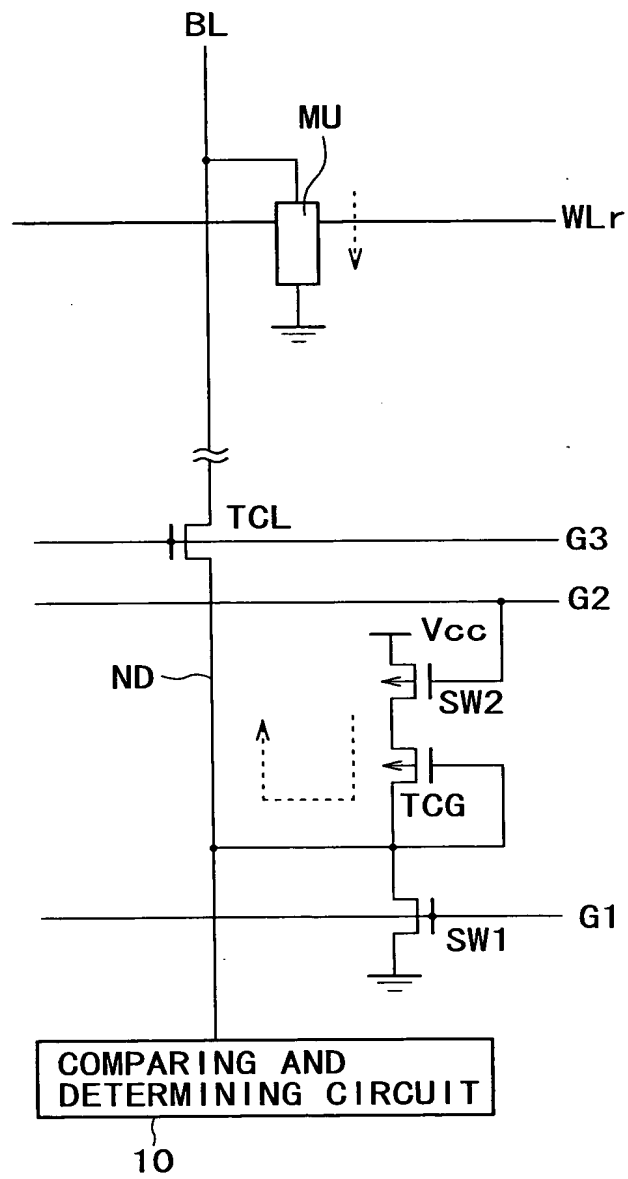 BL
MU
WLr
TCL
G3
G2
Vcc
ND
SW2
TCG
G1
SW1
COMPARING AND
DETERMINING CIRCUIT
10